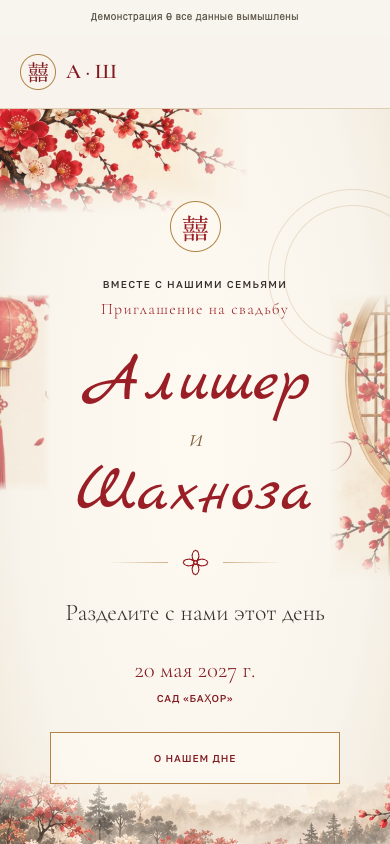 Демонстрация Ө все данные вымышлены
囍 А · Ш
囍
ВМЕСТЕ С НАШИМИ СЕМЬЯМИ
Приглашение на свадьбу
Алишер
и
Шахноза
Разделите с нами этот день
20 мая 2027 г.
САД «БАҲОР»
О НАШЕМ ДНЕ